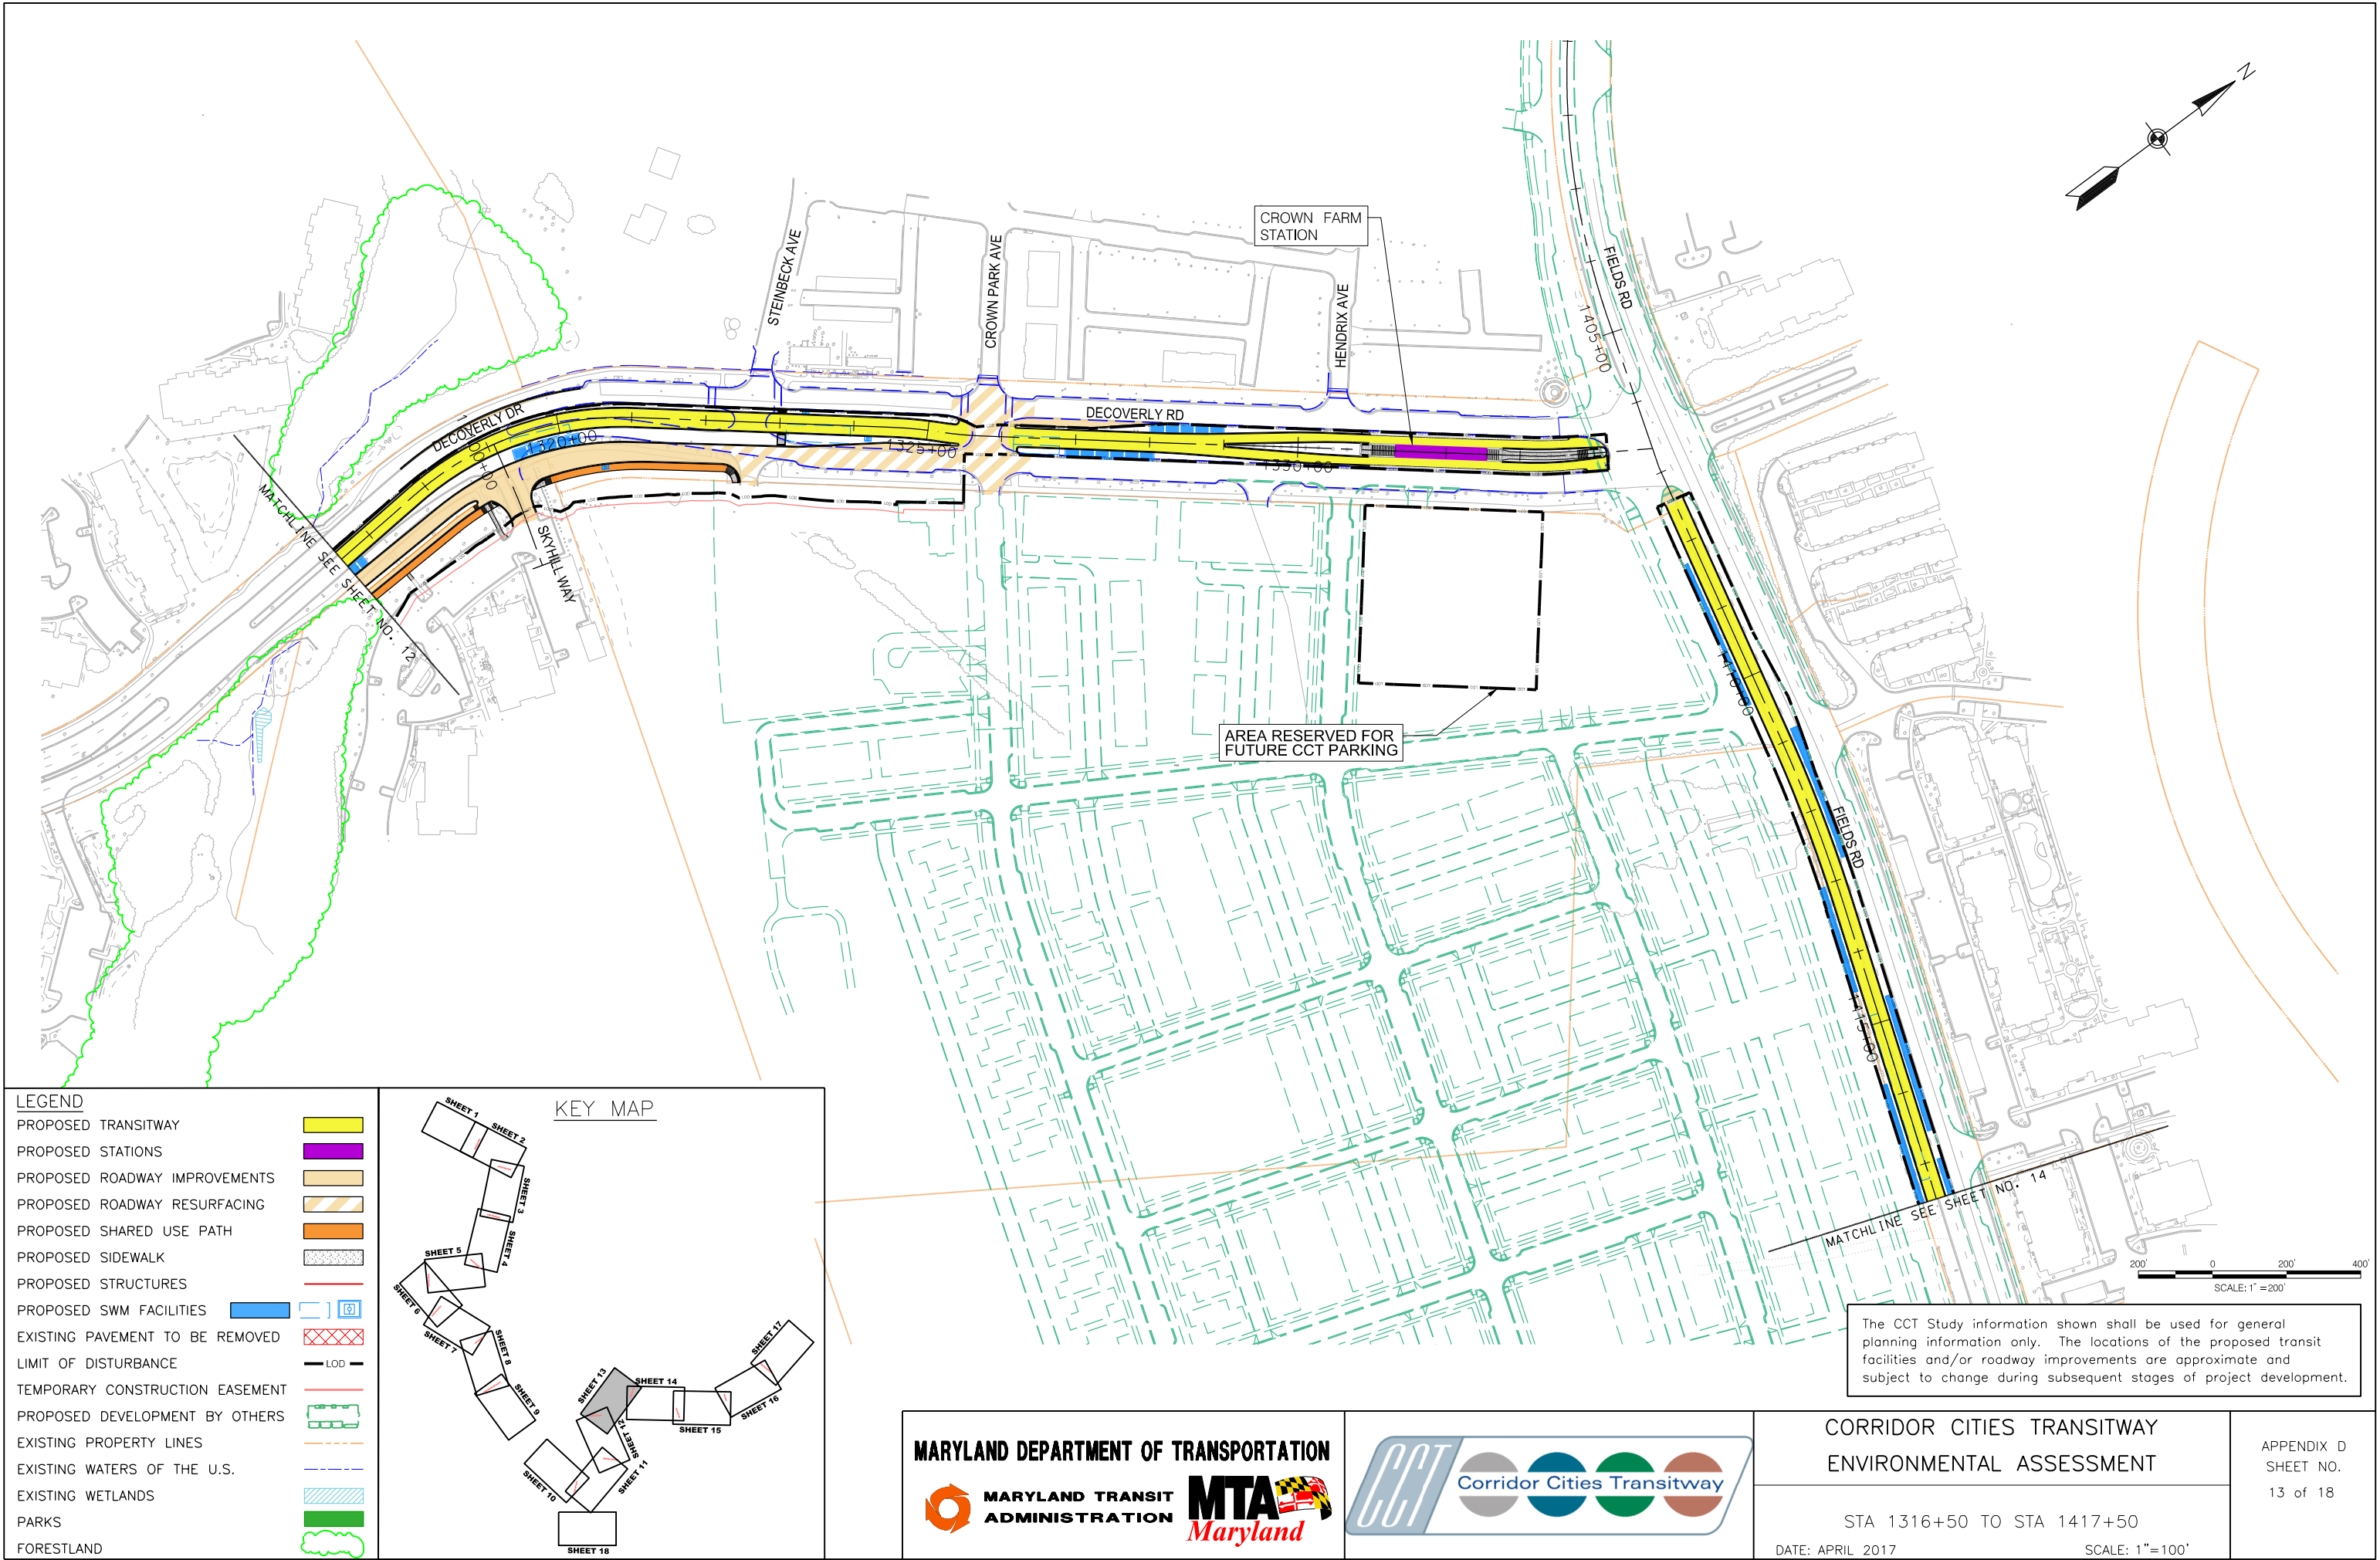 N
CROWN FARM
STATION
STEINBECK AVE
CROWN PARK AVE
HENDRIX AVE
FIELDS RD
1405+00
DECOVERLY DR
DECOVERLY RD
1320+00
1325+00
1330+00
MATCHLINE SEE SHEET NO. 12
SKYHILL WAY
1410+00
AREA RESERVED FOR
FUTURE CCT PARKING
FIELDS RD
1415+00
MATCHLINE SEE SHEET NO. 14
200' 0 200' 400'
SCALE: 1"=200'
The CCT Study information shown shall be used for general
planning information only. The locations of the proposed transit
facilities and/or roadway improvements are approximate and
subject to change during subsequent stages of project development.
LEGEND
PROPOSED TRANSITWAY
PROPOSED STATIONS
PROPOSED ROADWAY IMPROVEMENTS
PROPOSED ROADWAY RESURFACING
PROPOSED SHARED USE PATH
PROPOSED SIDEWALK
PROPOSED STRUCTURES
PROPOSED SWM FACILITIES
EXISTING PAVEMENT TO BE REMOVED
LIMIT OF DISTURBANCE LOD
TEMPORARY CONSTRUCTION EASEMENT
PROPOSED DEVELOPMENT BY OTHERS
EXISTING PROPERTY LINES
EXISTING WATERS OF THE U.S.
EXISTING WETLANDS
PARKS
FORESTLAND
KEY MAP
SHEET 1
SHEET 2
SHEET 3
SHEET 4
SHEET 5
SHEET 6
SHEET 7
SHEET 8
SHEET 9
SHEET 10
SHEET 11
SHEET 12
SHEET 13
SHEET 14
SHEET 15
SHEET 16
SHEET 17
SHEET 18
MARYLAND DEPARTMENT OF TRANSPORTATION
MARYLAND TRANSIT
ADMINISTRATION
MTA
Maryland
CCT
Corridor Cities Transitway
CORRIDOR CITIES TRANSITWAY
ENVIRONMENTAL ASSESSMENT
STA 1316+50 TO STA 1417+50
DATE: APRIL 2017
SCALE: 1"=100'
APPENDIX D
SHEET NO.
13 of 18